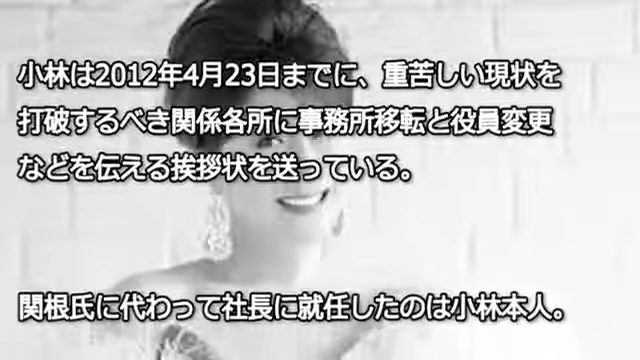 小林は2012年4月23日までに、重苦しい現状を
打破するべき関係各所に事務所移転と役員変更
などを伝える挨拶状を送っている。
関根氏に代わって社長に就任したのは小林本人。